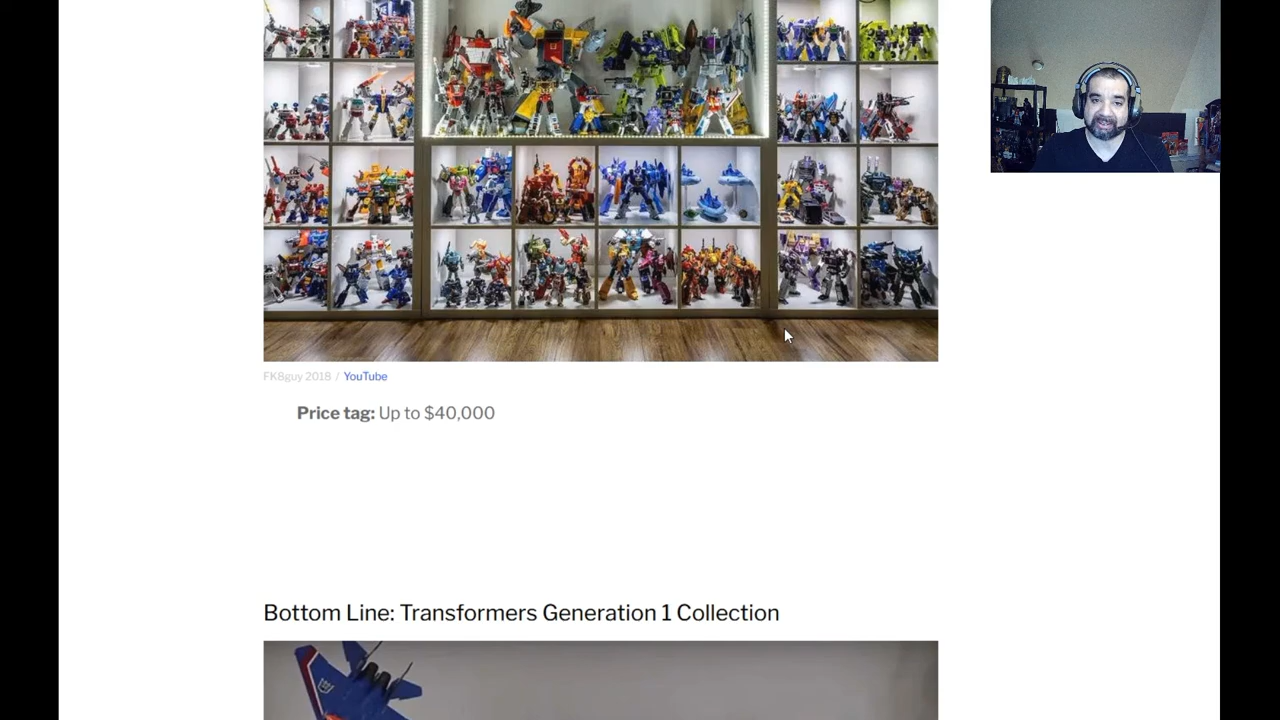 FK8guy 2018 / YouTube
Price tag: Up to $40,000
Bottom Line: Transformers Generation 1 Collection